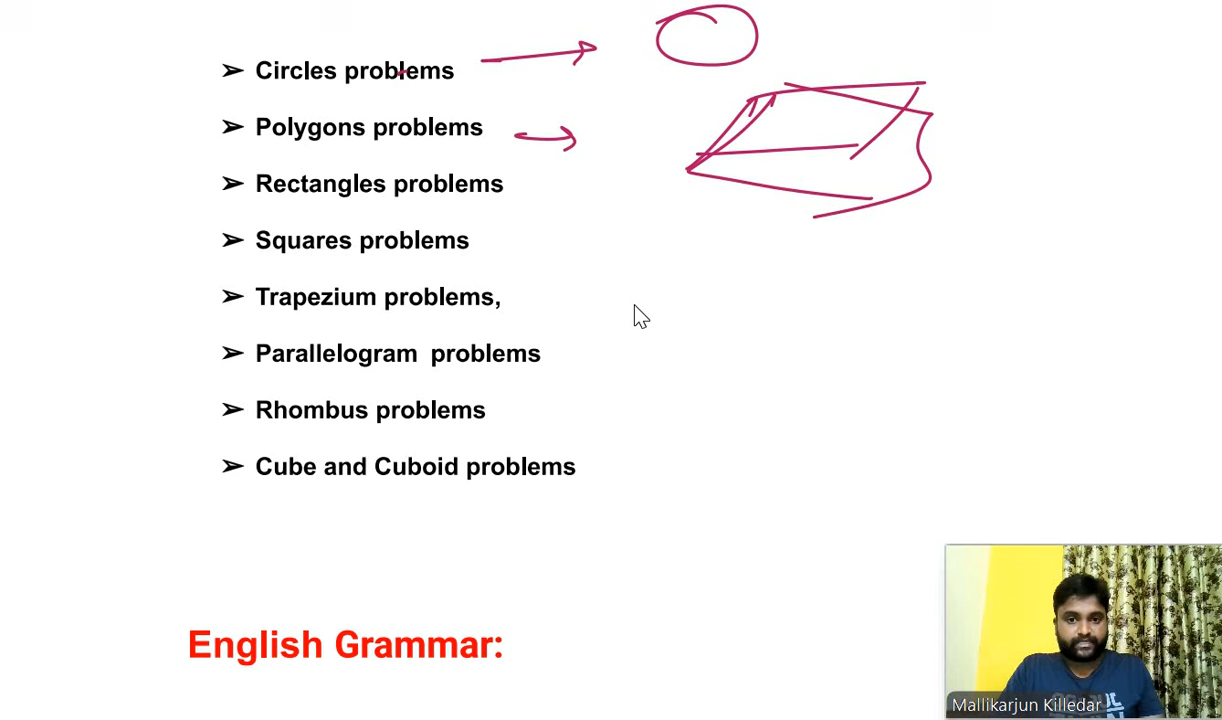 ➢ Circles problems
➢ Polygons problems
➢ Rectangles problems
➢ Squares problems
➢ Trapezium problems,
➢ Parallelogram problems
➢ Rhombus problems
➢ Cube and Cuboid problems
English Grammar:
Mallikarjun Killedar